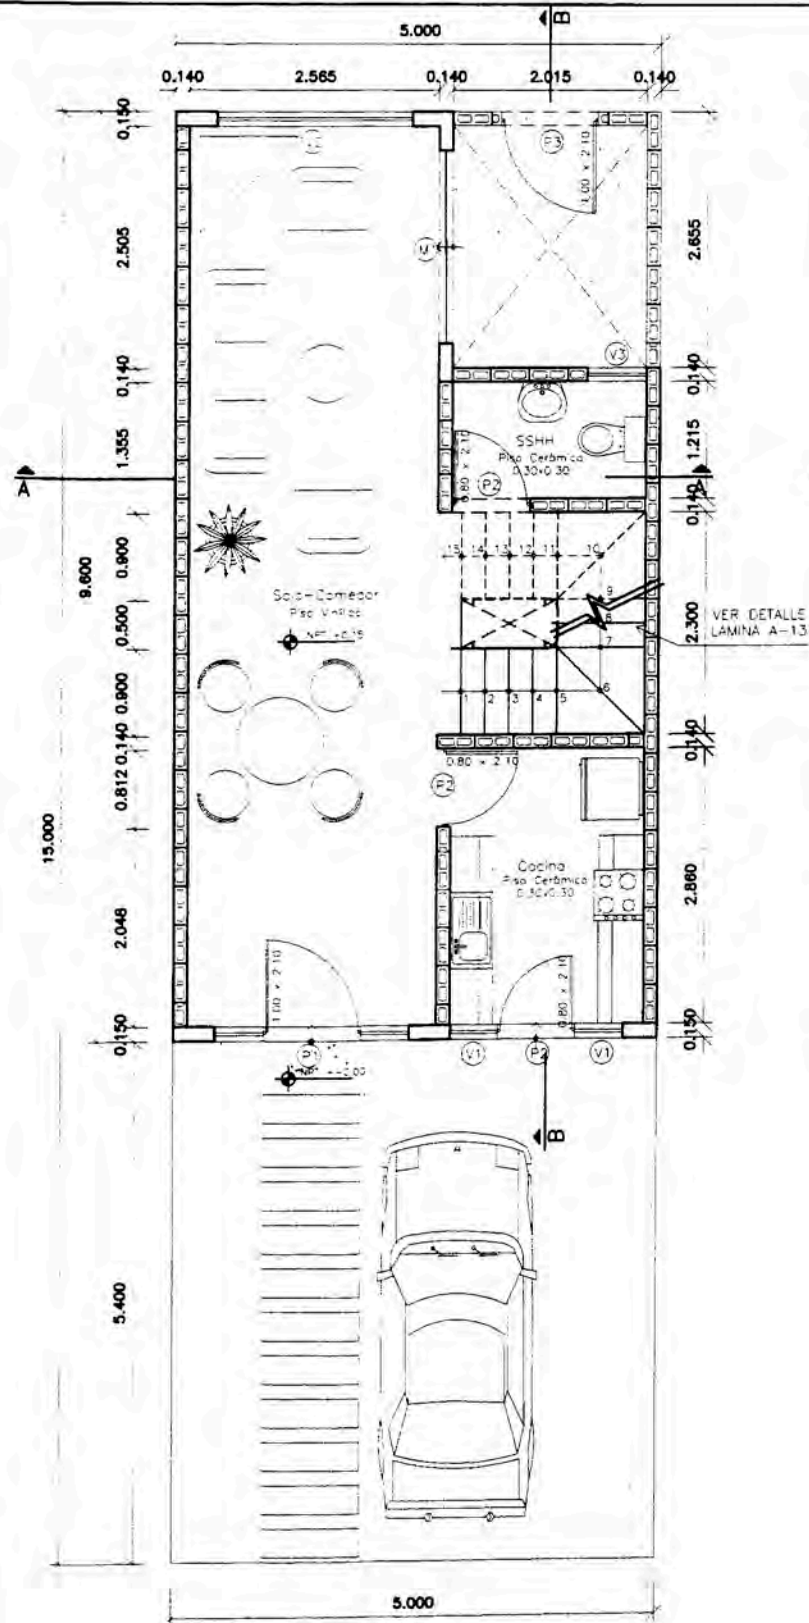 B
5.000
0.140 2.565 0.140 2.015 0.140
0.150
P3
1.00 x 2.10
2.505
2.655
M
V3
0.140
0.140
SSHH
Piso Cerámico
0.30x0.30
0.80 x 2.10
1.355
1.215
A
A
P2
0.140
15 14 13 12 11 10
0.900
9.600
Sala-Comedor
Piso Vinílico
NPT +0.15
9
8
7
0.500
2.300
VER DETALLE
LAMINA A-13
0.900
1 2 3 4 5 6
0.140
0.140
0.80 x 2.10
P2
0.812
15.000
Cocina
Piso Cerámico
0.30x0.30
2.860
2.048
1.00 x 2.10
0.80 x 2.10
0.150
0.150
P1
V1
P2
V1
B
5.400
5.000